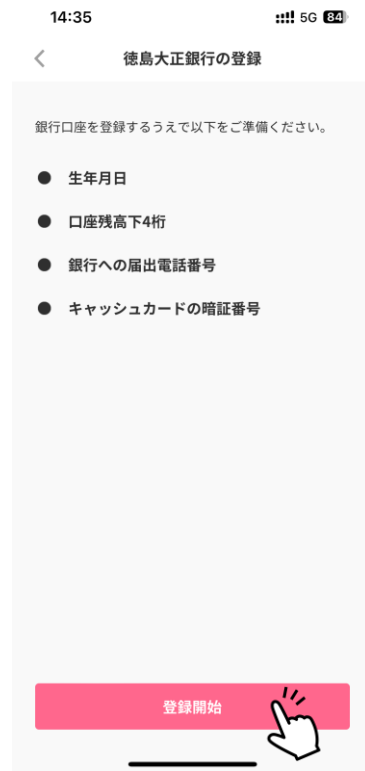 14:35 5G 84
徳島大正銀行の登録
銀行口座を登録するうえで以下をご準備ください。
● 生年月日
● 口座残高下4桁
● 銀行への届出電話番号
● キャッシュカードの暗証番号
登録開始